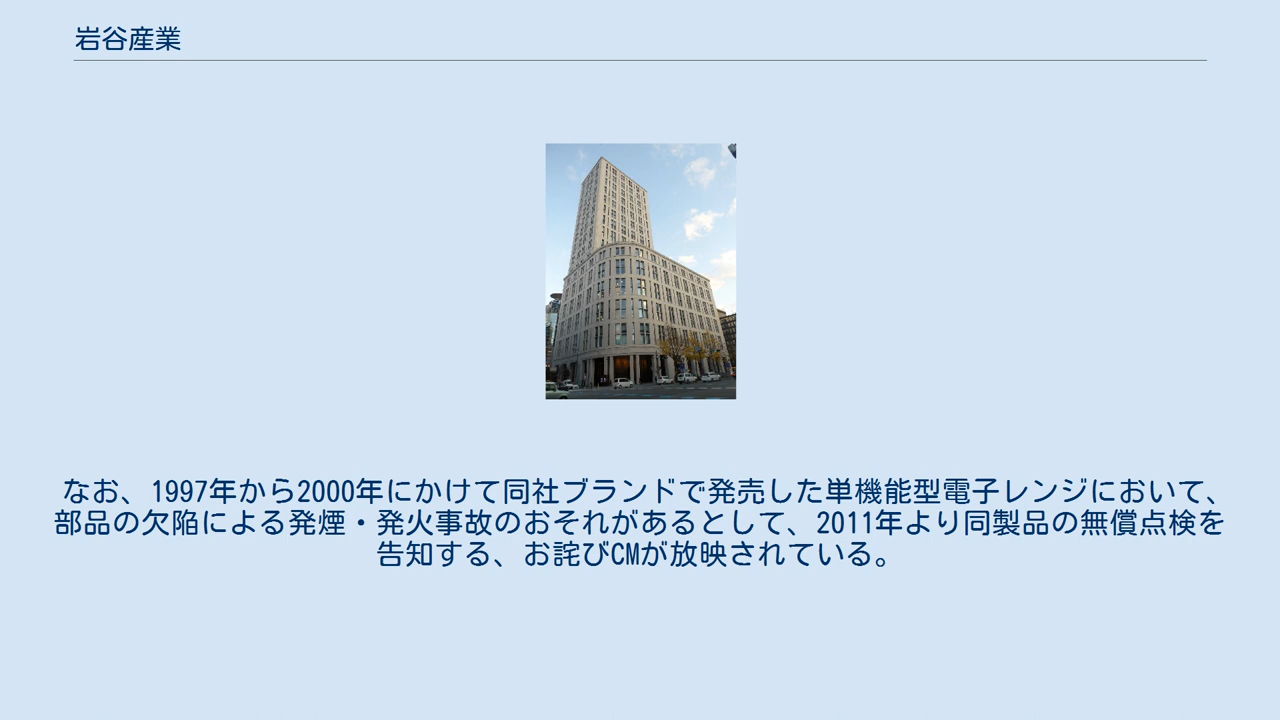 岩谷産業
なお、1997年から2000年にかけて同社ブランドで発売した単機能型電子レンジにおいて、
部品の欠陥による発煙・発火事故のおそれがあるとして、2011年より同製品の無償点検を
告知する、お詫びCMが放映されている。